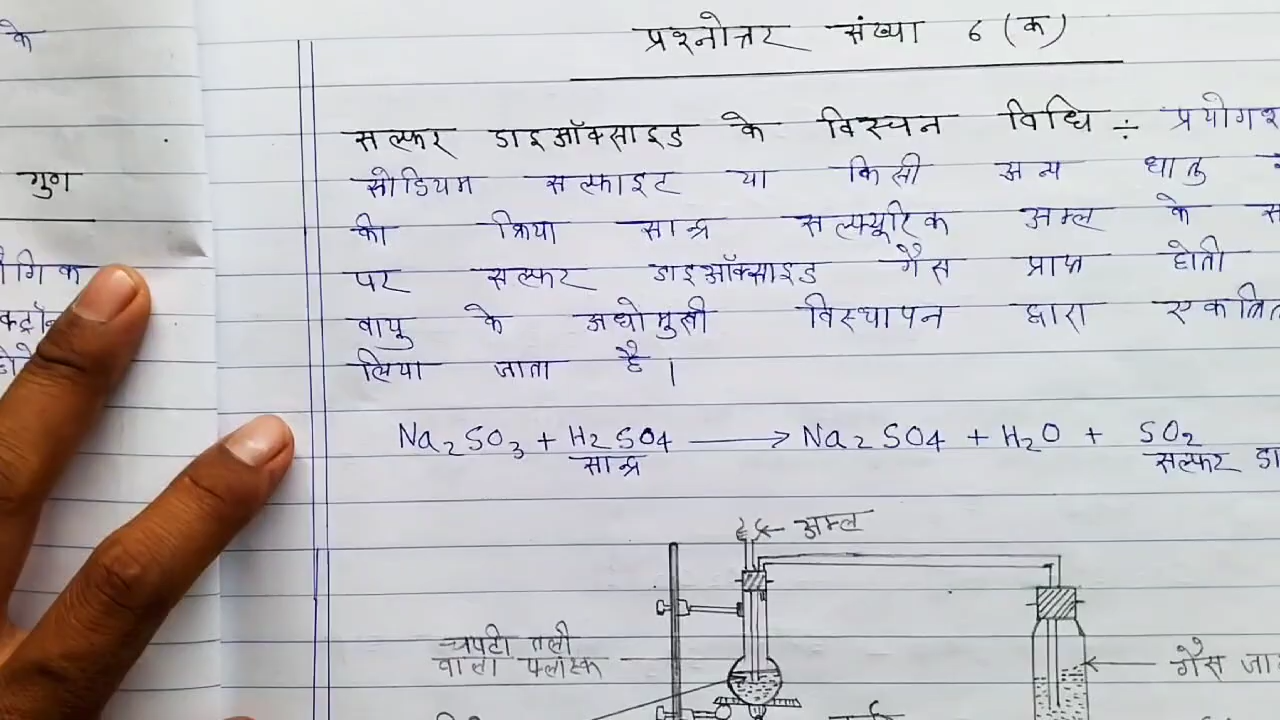 के
गुण
प्रश्नोत्तर संख्या 6 (क)
सल्फर डाइऑक्साइड के विरचन विधि ÷ प्रयोगश
सोडियम सल्फाइट या किसी अन्य धातु
की क्रिया सान्द्र सल्फ्यूरिक अम्ल के स
पर सल्फर डाइऑक्साइड गैस प्राप्त होती
वायु के अधोमुखी विस्थापन द्वारा एकत्रित
लिया जाता है।
Na2SO3 + H2SO4 ⟶ Na2SO4 + H2O + SO2
सान्द्र सल्फर डा
अम्ल
चपटी तली
वाला फ्लास्क
गैस जा